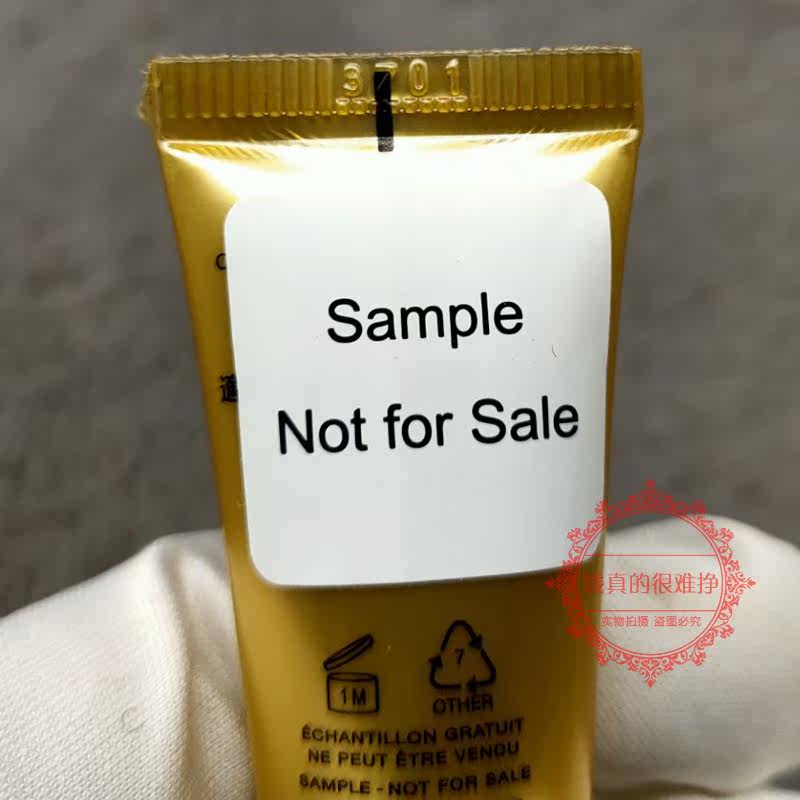 3701
Sample
Not for Sale
钱真的很难挣
实物拍摄 盗图必究
1M
7
OTHER
ÉCHANTILLON GRATUIT
NE PEUT ÊTRE VENDU
SAMPLE - NOT FOR SALE